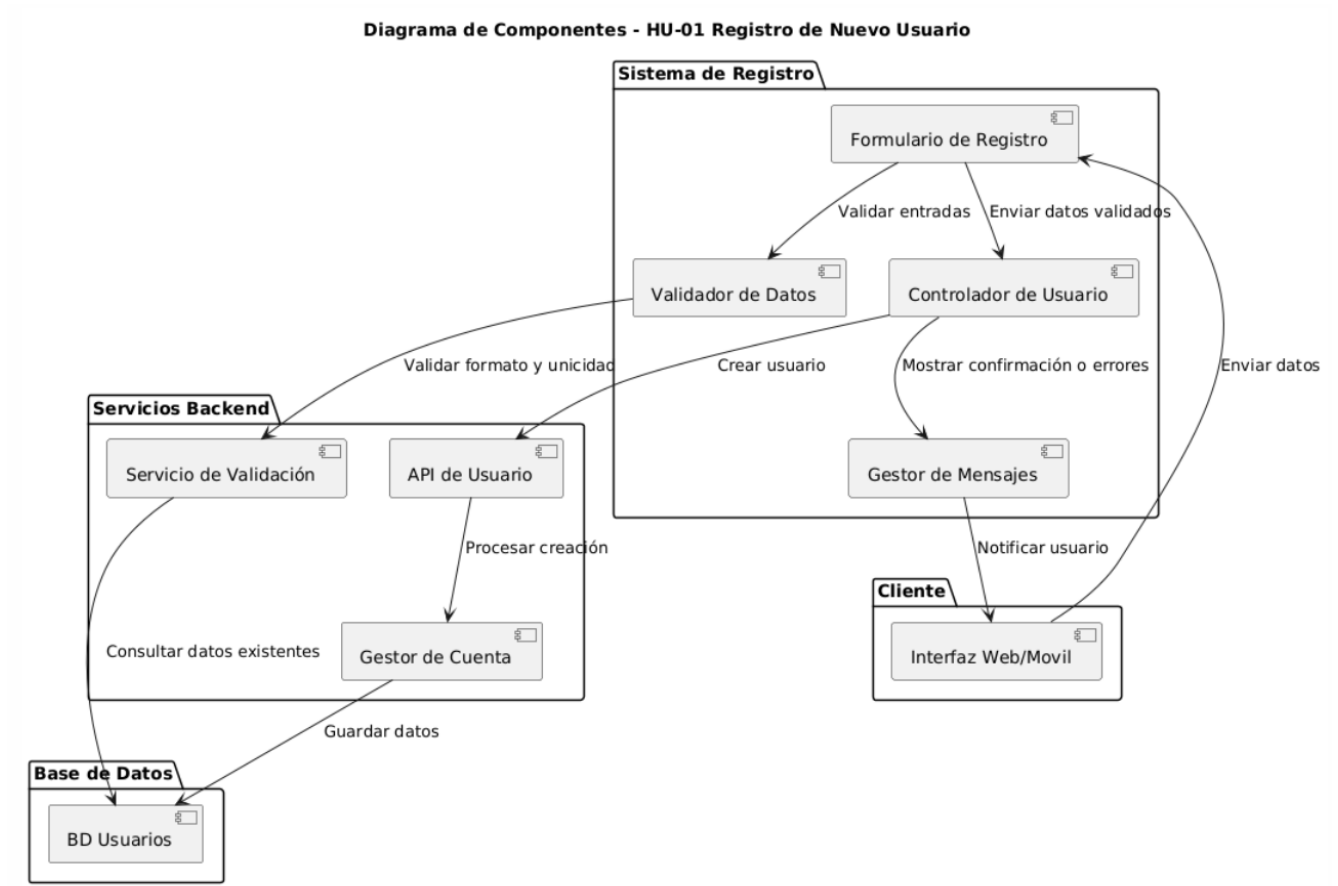 Diagrama de Componentes - HU-01 Registro de Nuevo Usuario
Sistema de Registro
Formulario de Registro
Validar entradas
Enviar datos validados
Validador de Datos
Controlador de Usuario
Validar formato y unicidad
Crear usuario
Mostrar confirmación o errores
Enviar datos
Servicios Backend
Servicio de Validación
API de Usuario
Gestor de Mensajes
Procesar creación
Notificar usuario
Cliente
Consultar datos existentes
Gestor de Cuenta
Interfaz Web/Movil
Guardar datos
Base de Datos
BD Usuarios